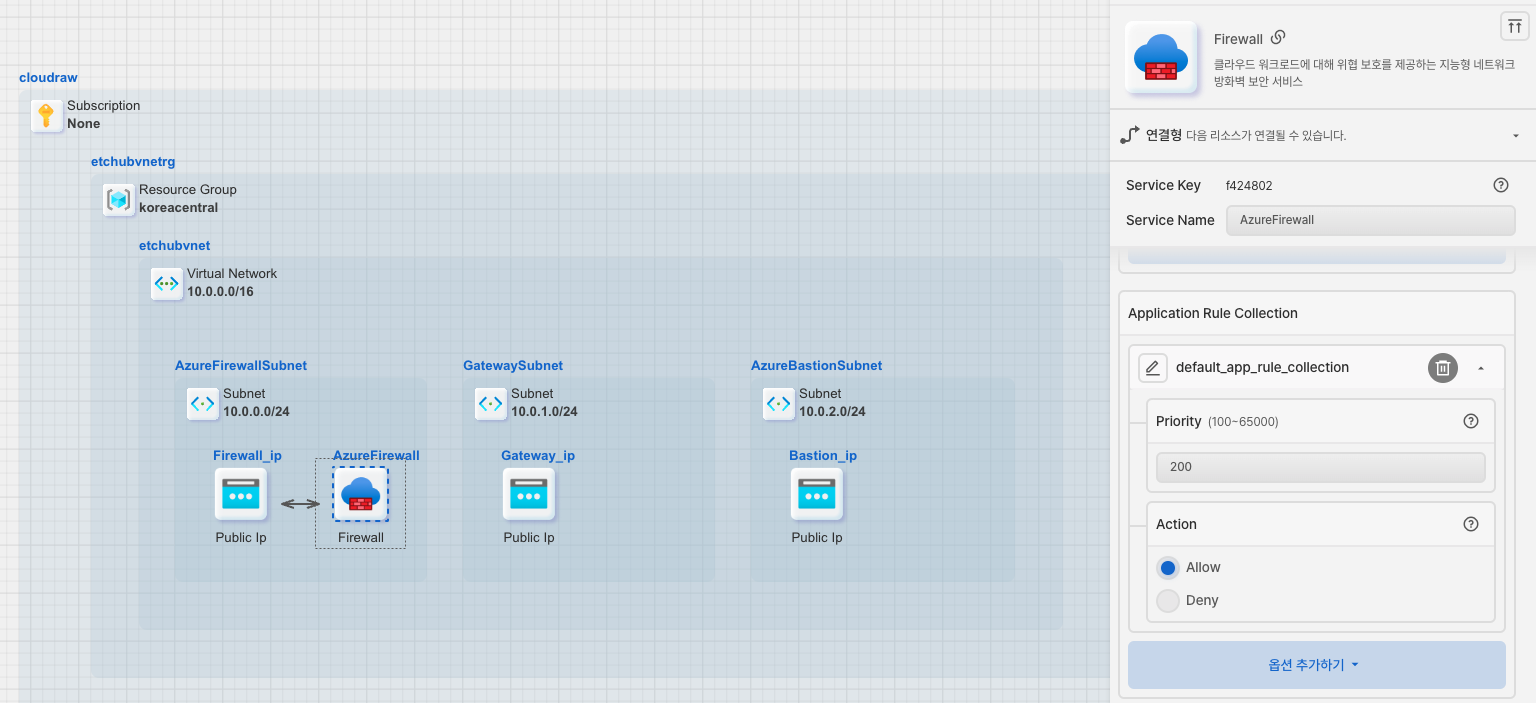 cloudraw
Subscription
None
etchubvnetrg
Resource Group
koreacentral
etchubvnet
Virtual Network
10.0.0.0/16
AzureFirewallSubnet
Subnet
10.0.0.0/24
Firewall_ip
Public Ip
AzureFirewall
Firewall
GatewaySubnet
Subnet
10.0.1.0/24
Gateway_ip
Public Ip
AzureBastionSubnet
Subnet
10.0.2.0/24
Bastion_ip
Public Ip
Firewall
클라우드 워크로드에 대해 위협 보호를 제공하는 지능형 네트워크
방화벽 보안 서비스
연결형 다음 리소스가 연결될 수 있습니다.
Service Key f424802
Service Name AzureFirewall
Application Rule Collection
default_app_rule_collection
Priority (100~65000)
200
Action
Allow
Deny
옵션 추가하기